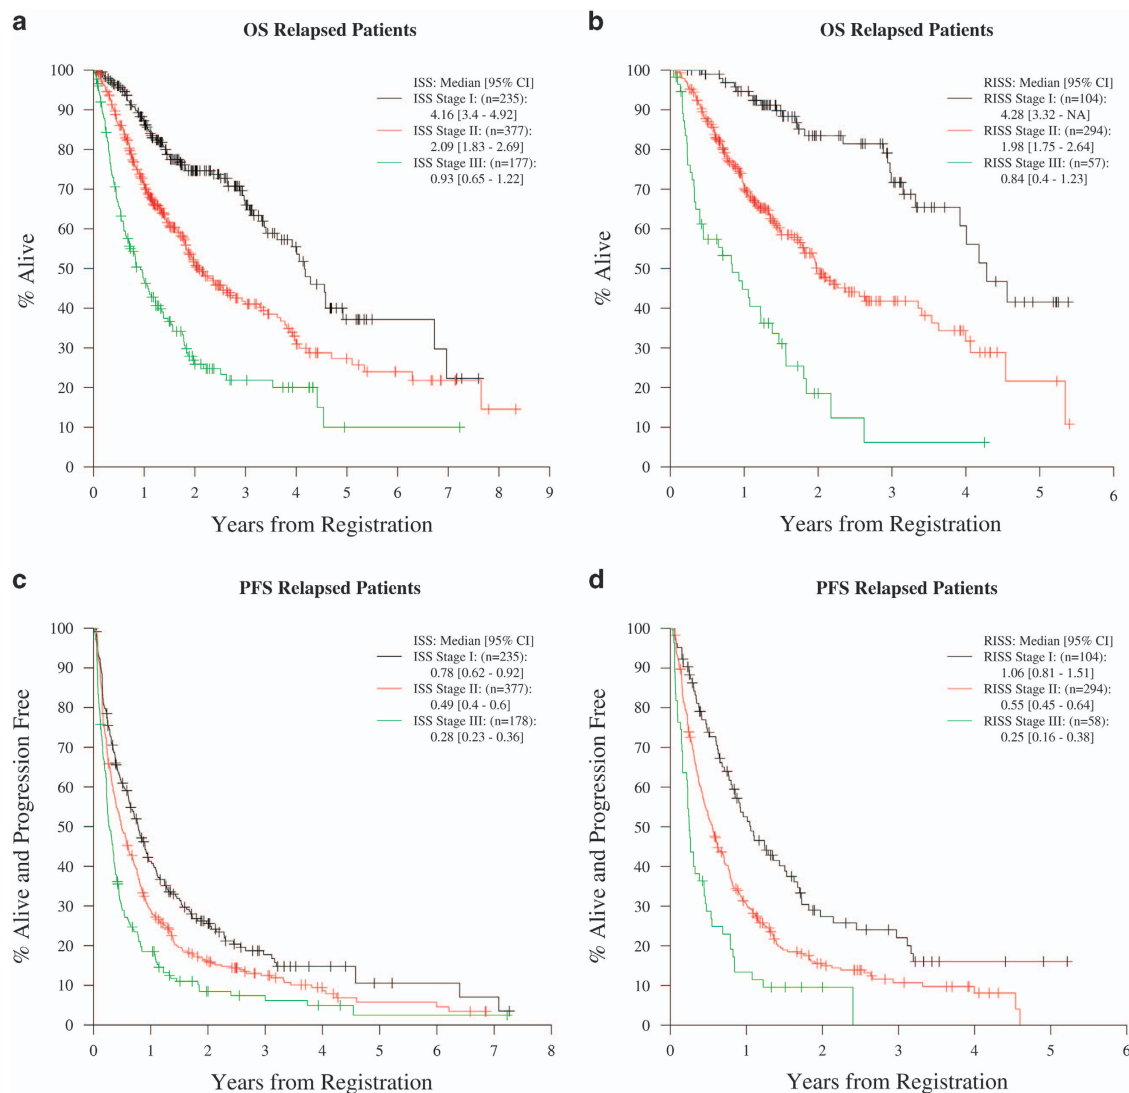 a
OS Relapsed Patients
100
90
80
70
60
50
40
30
20
10
0
% Alive
ISS: Median [95% CI]
ISS Stage I: (n=235):
4.16 [3.4 - 4.92]
ISS Stage II: (n=377):
2.09 [1.83 - 2.69]
ISS Stage III: (n=177):
0.93 [0.65 - 1.22]
0 1 2 3 4 5 6 7 8 9
Years from Registration
b
OS Relapsed Patients
100
90
80
70
60
50
40
30
20
10
0
% Alive
RISS: Median [95% CI]
RISS Stage I: (n=104):
4.28 [3.32 - NA]
RISS Stage II: (n=294):
1.98 [1.75 - 2.64]
RISS Stage III: (n=57):
0.84 [0.4 - 1.23]
0 1 2 3 4 5 6
Years from Registration
c
PFS Relapsed Patients
100
90
80
70
60
50
40
30
20
10
0
% Alive and Progression Free
ISS: Median [95% CI]
ISS Stage I: (n=235):
0.78 [0.62 - 0.92]
ISS Stage II: (n=377):
0.49 [0.4 - 0.6]
ISS Stage III: (n=178):
0.28 [0.23 - 0.36]
0 1 2 3 4 5 6 7 8
Years from Registration
d
PFS Relapsed Patients
100
90
80
70
60
50
40
30
20
10
0
% Alive and Progression Free
RISS: Median [95% CI]
RISS Stage I: (n=104):
1.06 [0.81 - 1.51]
RISS Stage II: (n=294):
0.55 [0.45 - 0.64]
RISS Stage III: (n=58):
0.25 [0.16 - 0.38]
0 1 2 3 4 5 6
Years from Registration